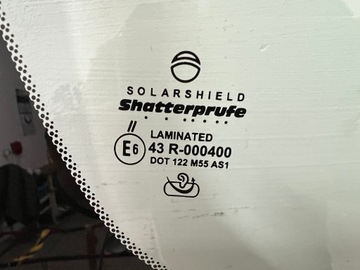 SOLARSHIELD
Shatterprufe
LAMINATED
E6 43 R-000400
DOT 122 M55 AS1